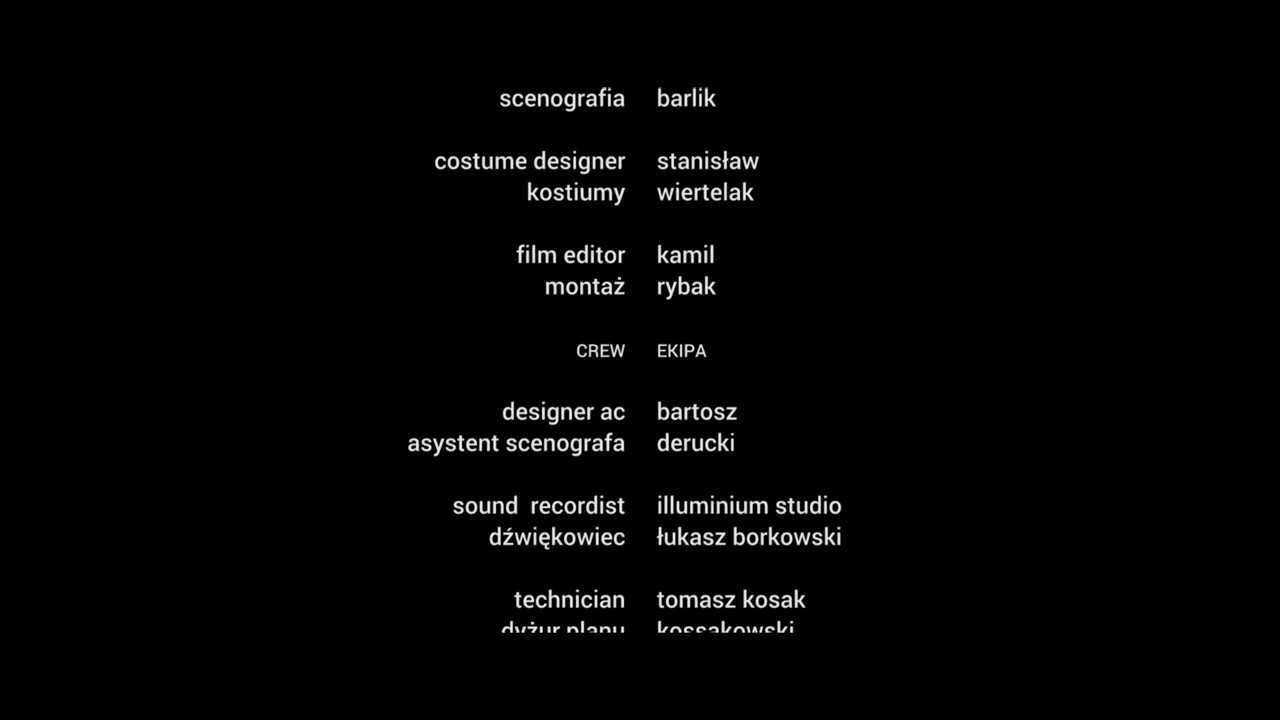 scenografia barlik
costume designer stanisław
kostiumy wiertelak
film editor kamil
montaż rybak
CREW EKIPA
designer ac bartosz
asystent scenografa derucki
sound recordist illuminium studio
dźwiękowiec łukasz borkowski
technician tomasz kosak
dyżur planu kossakowski